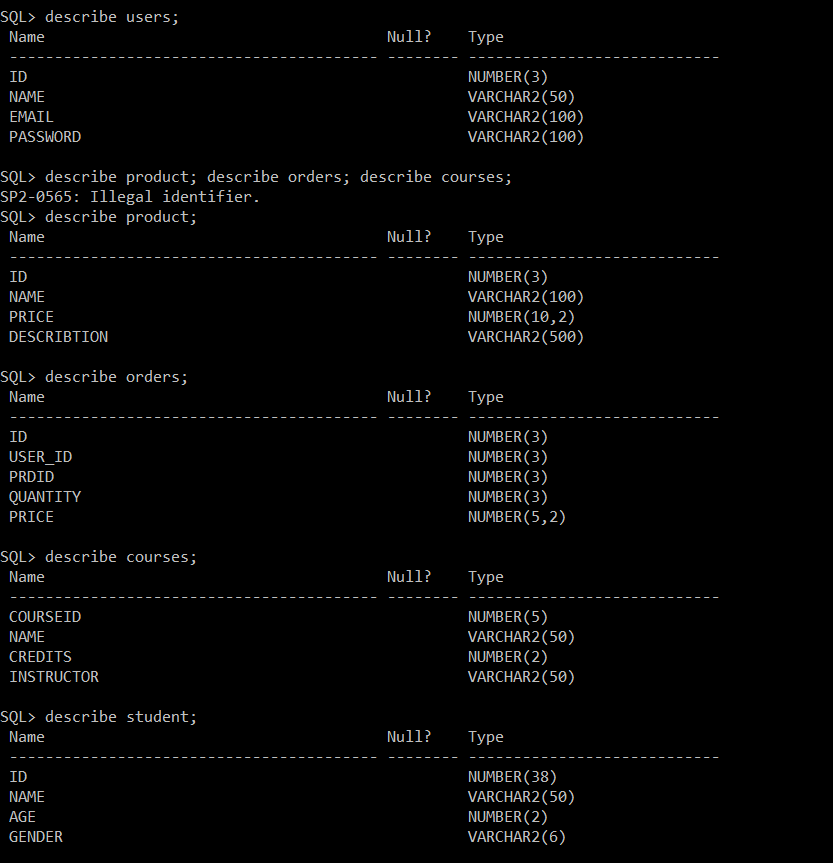 SQL> describe users;
Name Null? Type
----------------------------------------- -------- ----------------------------
ID NUMBER(3)
NAME VARCHAR2(50)
EMAIL VARCHAR2(100)
PASSWORD VARCHAR2(100)
SQL> describe product; describe orders; describe courses;
SP2-0565: Illegal identifier.
SQL> describe product;
Name Null? Type
----------------------------------------- -------- ----------------------------
ID NUMBER(3)
NAME VARCHAR2(100)
PRICE NUMBER(10,2)
DESCRIBTION VARCHAR2(500)
SQL> describe orders;
Name Null? Type
----------------------------------------- -------- ----------------------------
ID NUMBER(3)
USER_ID NUMBER(3)
PRDID NUMBER(3)
QUANTITY NUMBER(3)
PRICE NUMBER(5,2)
SQL> describe courses;
Name Null? Type
----------------------------------------- -------- ----------------------------
COURSEID NUMBER(5)
NAME VARCHAR2(50)
CREDITS NUMBER(2)
INSTRUCTOR VARCHAR2(50)
SQL> describe student;
Name Null? Type
----------------------------------------- -------- ----------------------------
ID NUMBER(38)
NAME VARCHAR2(50)
AGE NUMBER(2)
GENDER VARCHAR2(6)